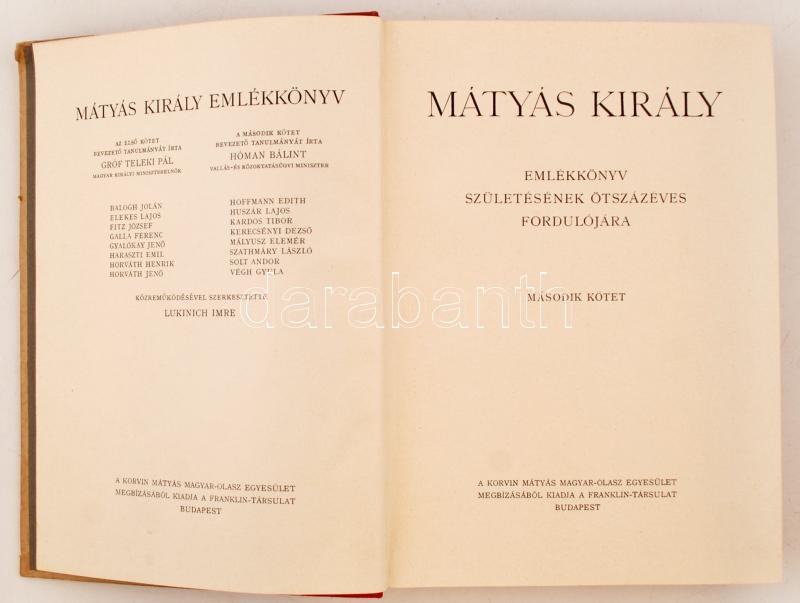 MÁTYÁS KIRÁLY EMLÉKKÖNYV
AZ ELSŐ KÖTET
BEVEZETŐ TANULMÁNYÁT ÍRTA
GRÓF TELEKI PÁL
MAGYAR KIRÁLYI MINISZTERELNÖK
A MÁSODIK KÖTET
BEVEZETŐ TANULMÁNYÁT ÍRTA
HÓMAN BÁLINT
VALLÁS- ÉS KÖZOKTATÁSÜGYI MINISZTER
BALOGH JOLÁN
ELEKES LAJOS
FITZ JÓZSEF
GALLA FERENC
GYALÓKAY JENŐ
HARASZTI EMIL
HORVÁTH HENRIK
HORVÁTH JENŐ
HOFFMANN EDITH
HUSZÁR LAJOS
KARDOS TIBOR
KERECSÉNYI DEZSŐ
MÁLYUSZ ELEMÉR
SZATHMÁRY LÁSZLÓ
SOLT ANDOR
VÉGH GYULA
KÖZREMŰKÖDÉSÉVEL SZERKESZTETTE
LUKINICH IMRE
A KORVIN MÁTYÁS MAGYAR-OLASZ EGYESÜLET
MEGBÍZÁSÁBÓL KIADJA A FRANKLIN-TÁRSULAT
BUDAPEST
MÁTYÁS KIRÁLY
EMLÉKKÖNYV
SZÜLETÉSÉNEK ÖTSZÁZÉVES
FORDULÓJÁRA
MÁSODIK KÖTET
A KORVIN MÁTYÁS MAGYAR-OLASZ EGYESÜLET
MEGBÍZÁSÁBÓL KIADJA A FRANKLIN-TÁRSULAT
BUDAPEST
darabanth